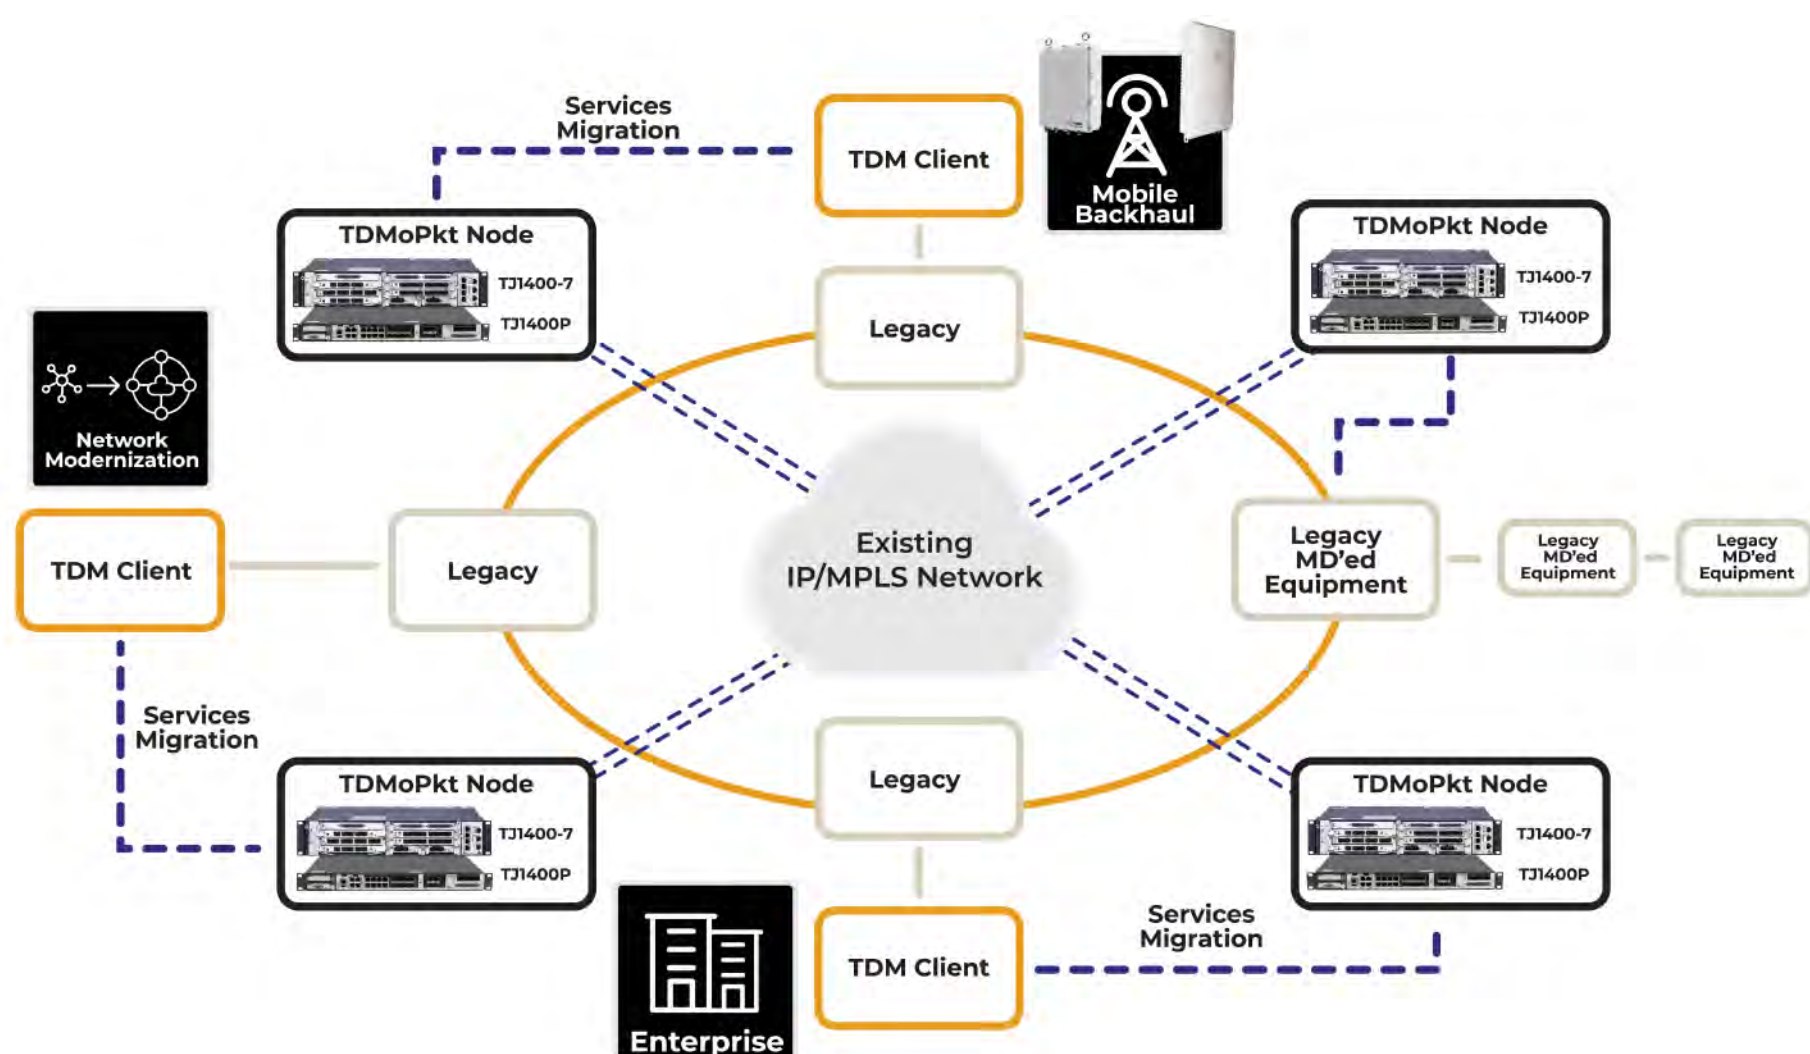 Services
Migration
TDM Client
Mobile
Backhaul
TDMoPkt Node
TJ1400-7
TJ1400P
TDMoPkt Node
TJ1400-7
TJ1400P
Legacy
Network
Modernization
TDM Client
Legacy
Existing
IP/MPLS Network
Legacy
MD'ed
Equipment
Legacy
MD'ed
Equipment
Legacy
MD'ed
Equipment
Services
Migration
TDMoPkt Node
TJ1400-7
TJ1400P
Legacy
TDMoPkt Node
TJ1400-7
TJ1400P
Enterprise
TDM Client
Services
Migration